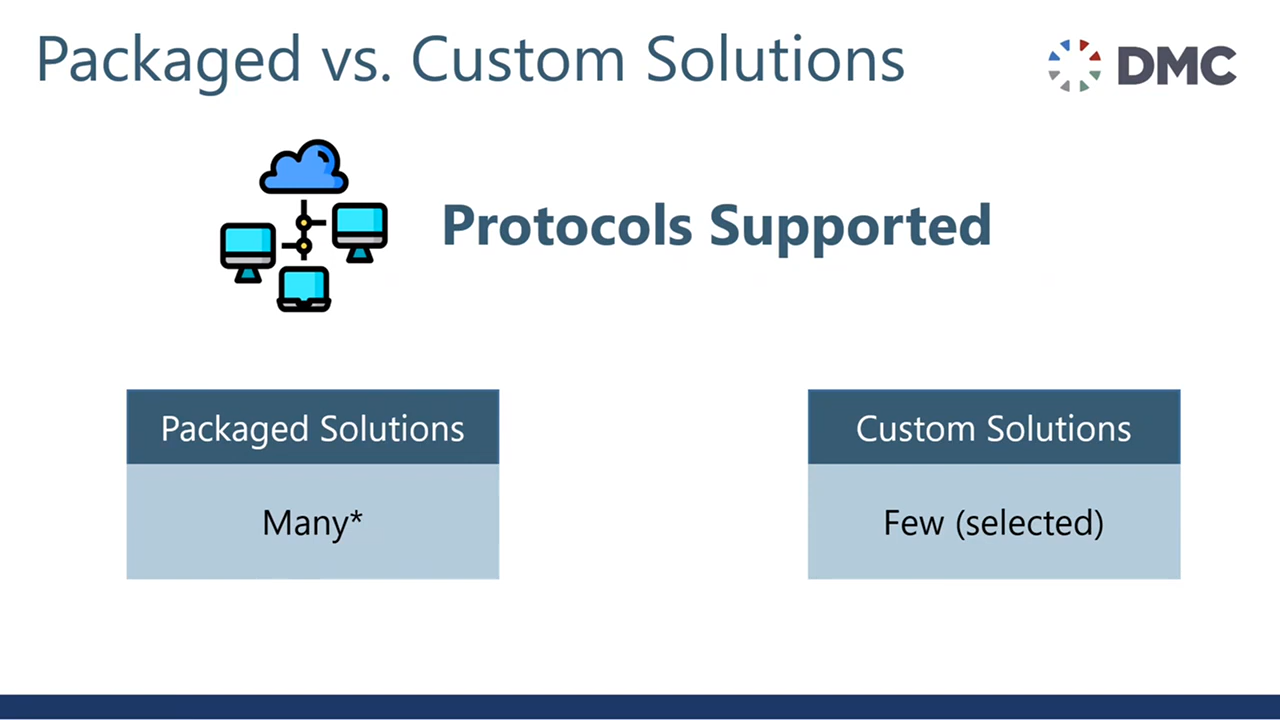 Packaged vs. Custom Solutions
DMC
Protocols Supported
Packaged Solutions
Many*
Custom Solutions
Few (selected)